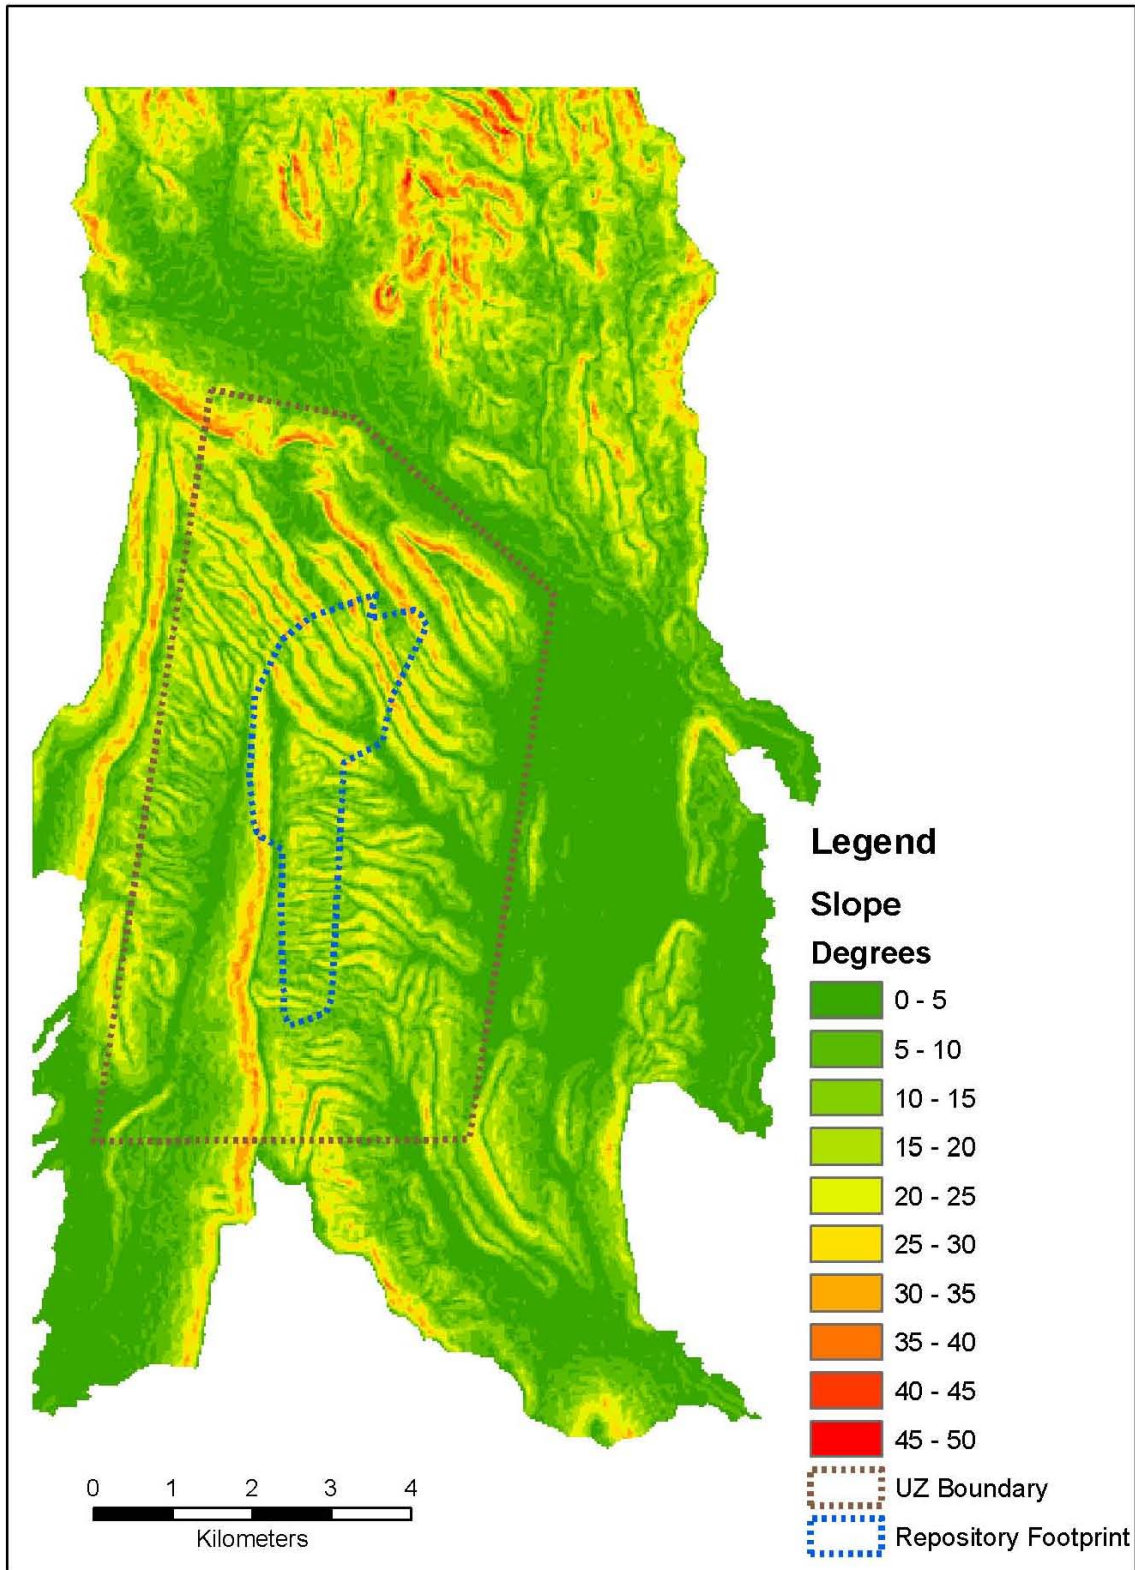 Legend
Slope
Degrees
0 - 5
5 - 10
10 - 15
15 - 20
20 - 25
25 - 30
30 - 35
35 - 40
40 - 45
45 - 50
UZ Boundary
Repository Footprint
0 1 2 3 4
Kilometers